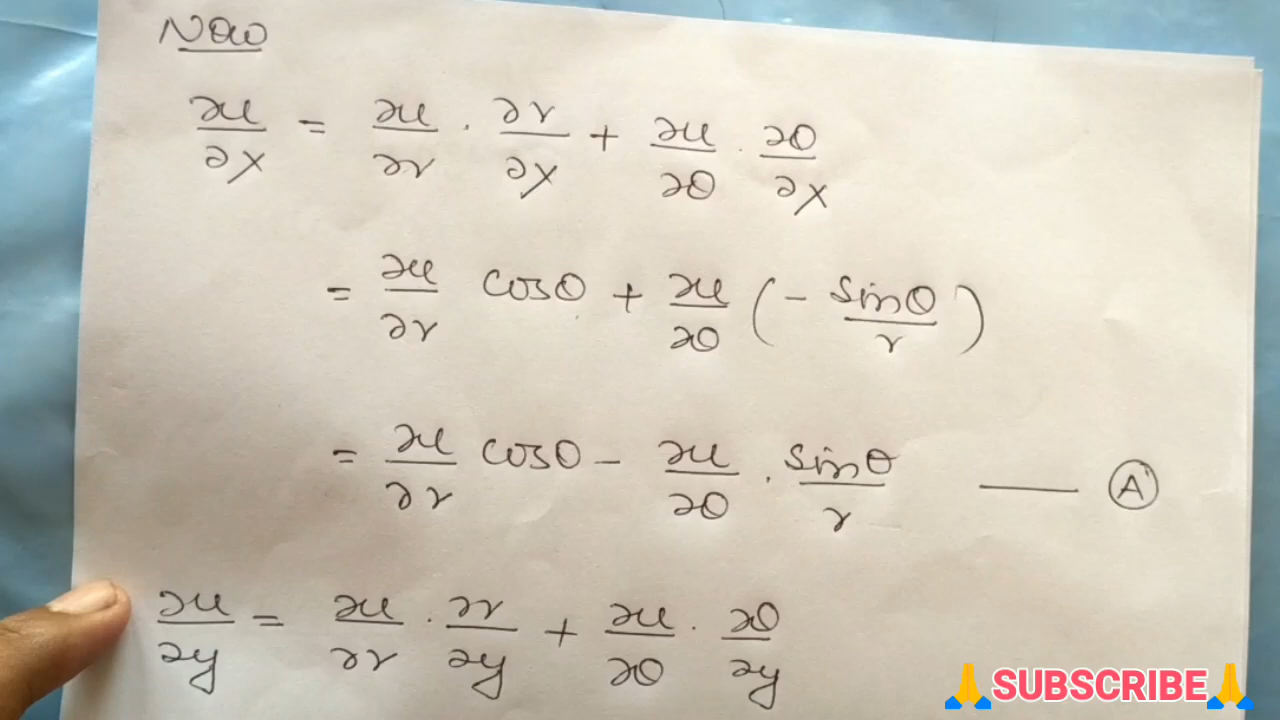 Now
∂u/∂x = ∂u/∂r · ∂r/∂x + ∂u/∂θ · ∂θ/∂x
= ∂u/∂r cosθ + ∂u/∂θ (- sinθ/r)
= ∂u/∂r cosθ - ∂u/∂θ · sinθ/r —— Ⓐ
∂u/∂y = ∂u/∂r · ∂r/∂y + ∂u/∂θ · ∂θ/∂y
🙏SUBSCRIBE🙏